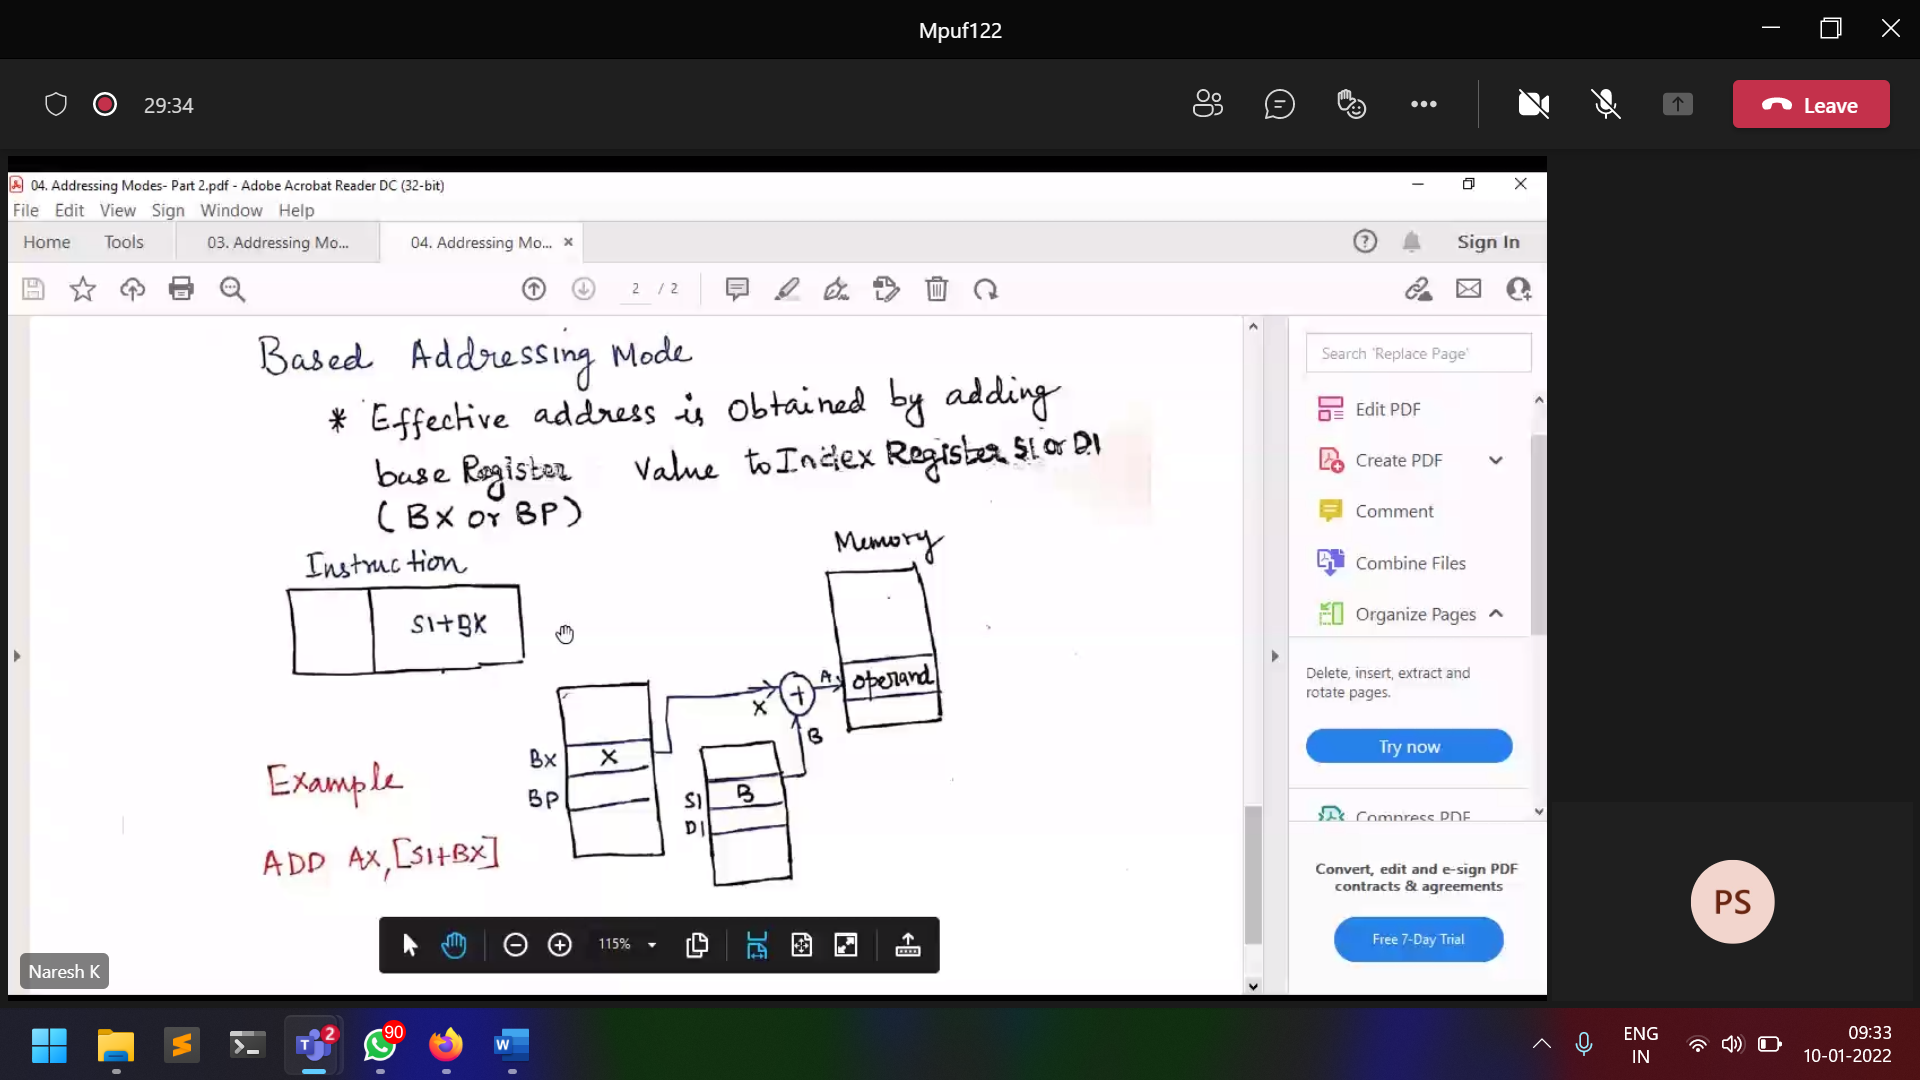 Mpuf122
29:34
Leave
04. Addressing Modes- Part 2.pdf - Adobe Acrobat Reader DC (32-bit)
File Edit View Sign Window Help
Home Tools 03. Addressing Mo... 04. Addressing Mo... × Sign In
2 / 2
Based Addressing Mode
* Effective address is obtained by adding
base Register value to Index Register SI or DI
(BX or BP)
Instruction
SI+BX
Memory
operand
A
X
+
B
BX X
BP
SI B
DI
Example
ADD AX,[SI+BX]
115%
Naresh K
Search 'Replace Page'
Edit PDF
Create PDF
Comment
Combine Files
Organize Pages
Delete, insert, extract and
rotate pages.
Try now
Compress PDF
Convert, edit and e-sign PDF
contracts & agreements
Free 7-Day Trial
PS
2
90
ENG
IN
09:33
10-01-2022